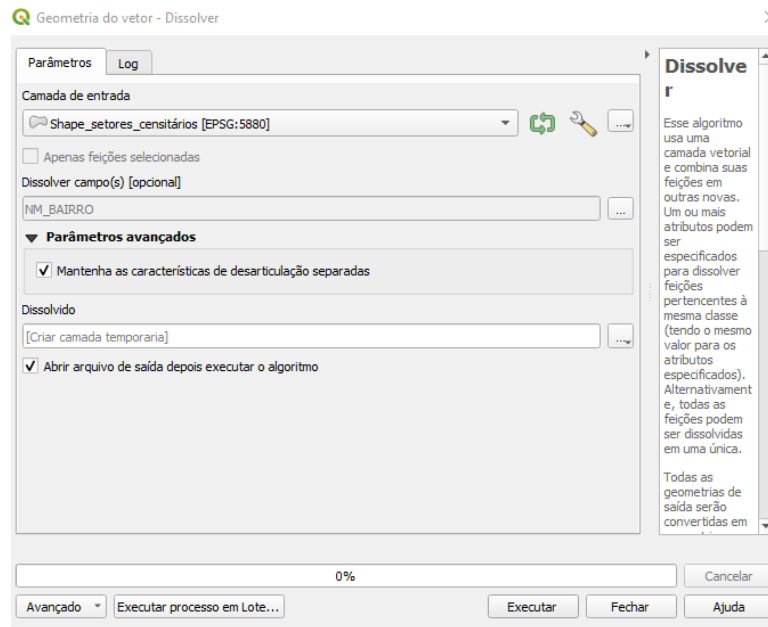 Geometria do vetor - Dissolver
Parâmetros
Log
Camada de entrada
Shape_setores_censitários [EPSG:5880]
...
Apenas feições selecionadas
Dissolver campo(s) [opcional]
NM_BAIRRO
...
Parâmetros avançados
Mantenha as características de desarticulação separadas
Dissolvido
[Criar camada temporaria]
...
Abrir arquivo de saída depois executar o algoritmo
Dissolve
r
Esse algoritmo
usa uma
camada vetorial
e combina suas
feições em
outras novas.
Um ou mais
atributos podem
ser
especificados
para dissolver
feições
pertencentes à
mesma classe
(tendo o mesmo
valor para os
atributos
especificados).
Alternativament
e, todas as
feições podem
ser dissolvidas
em uma única.
Todas as
geometrias de
saída serão
convertidas em
0%
Cancelar
Avançado
Executar processo em Lote...
Executar
Fechar
Ajuda